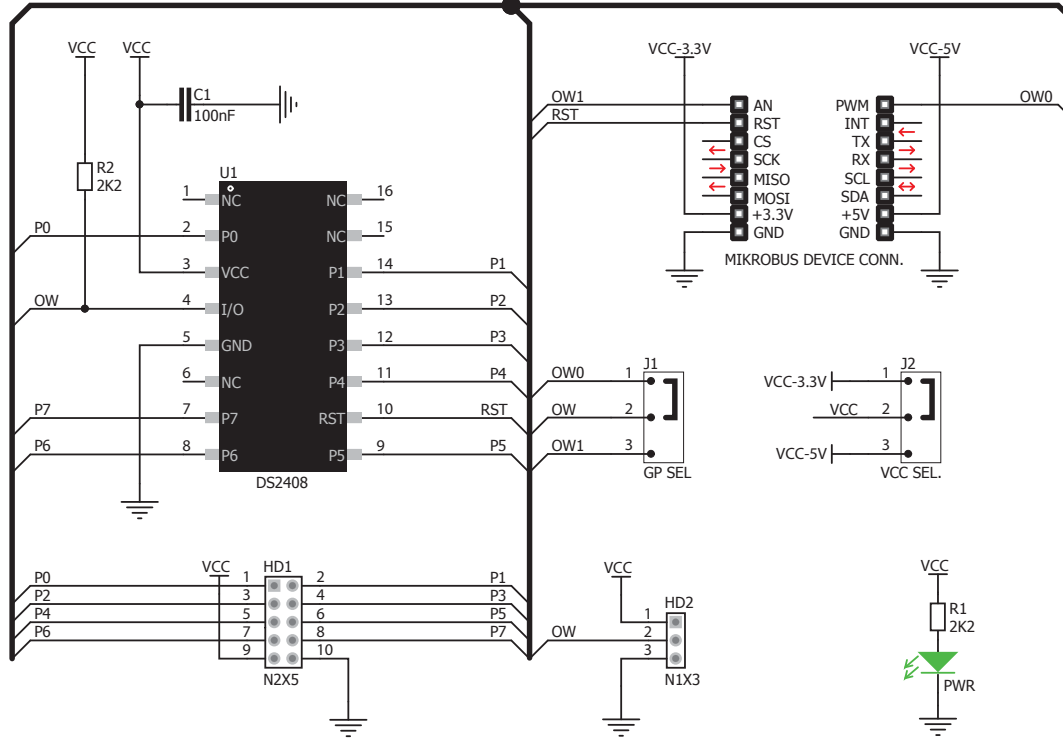 VCC VCC VCC-3.3V VCC-5V
C1
100nF
OW1 AN PWM OW0
RST RST INT
CS TX
SCK RX
MISO SCL
MOSI SDA
+3.3V +5V
GND GND
MIKROBUS DEVICE CONN.
R2
2K2
U1
1 NC NC 16
P0 2 P0 NC 15
3 VCC P1 14 P1
OW 4 I/O P2 13 P2
5 GND P3 12 P3
6 NC P4 11 P4
P7 7 P7 RST 10 RST
P6 8 P6 P5 9 P5
DS2408
J1
OW0 1
OW 2
OW1 3
GP SEL
J2
VCC-3.3V 1
VCC 2
VCC-5V 3
VCC SEL.
VCC HD1
P0 1 2 P1
P2 3 4 P3
P4 5 6 P5
P6 7 8 P7
9 10
N2X5
VCC
HD2
1
OW 2
3
N1X3
VCC
R1
2K2
PWR